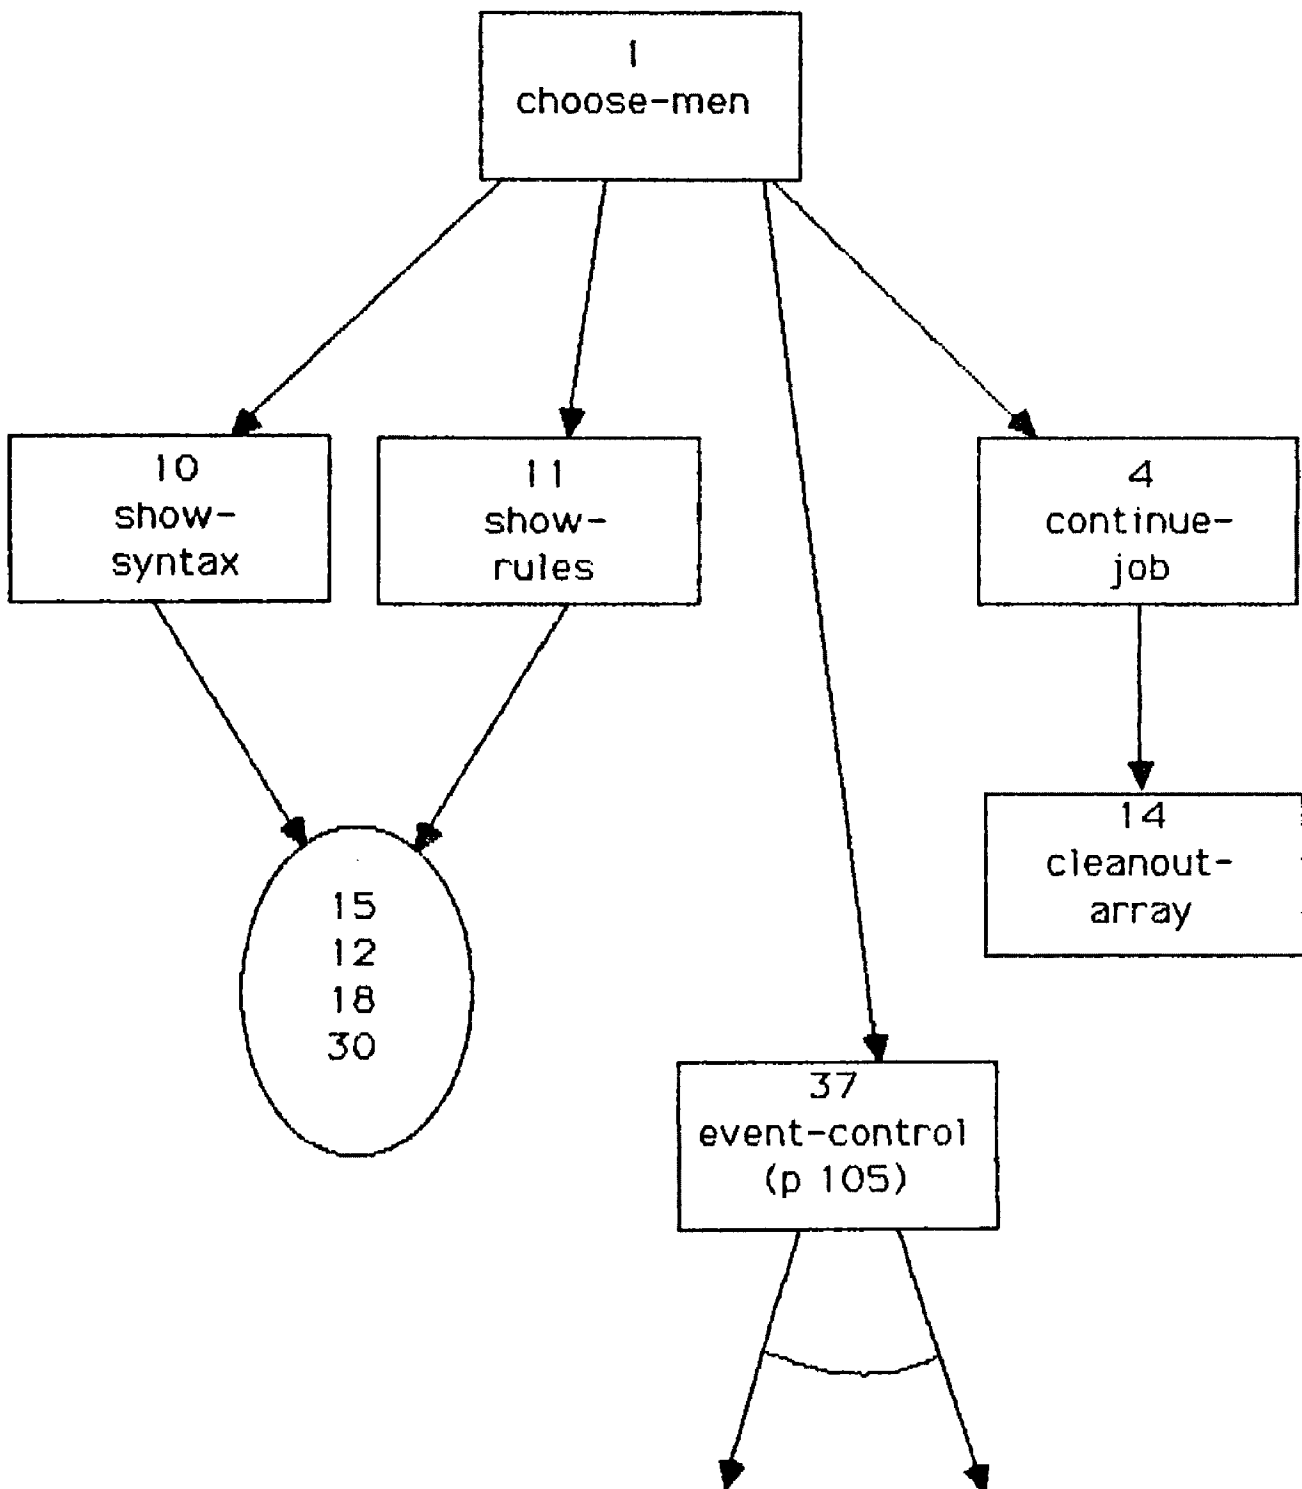 1
choose-men
10
show-
syntax
11
show-
rules
4
continue-
job
14
cleanout-
array
15
12
18
30
37
event-control
(p 105)